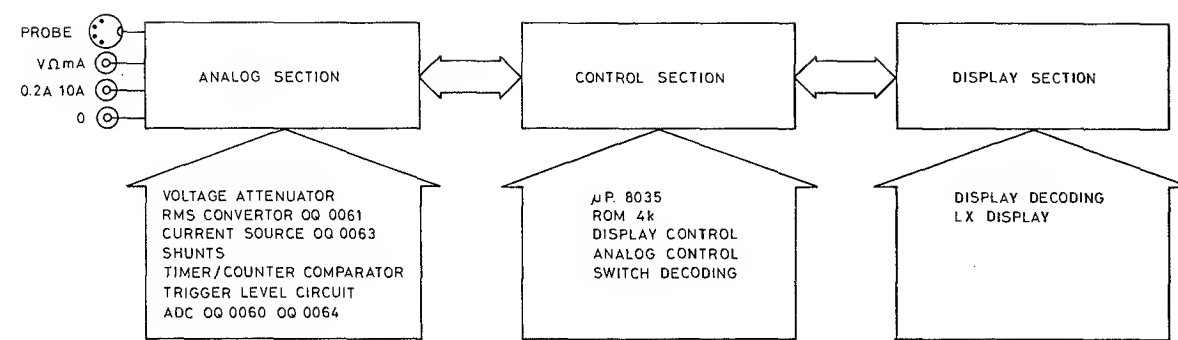 PROBE
VΩmA
0.2A 10A
0
ANALOG SECTION
CONTROL SECTION
DISPLAY SECTION
VOLTAGE ATTENUATOR
RMS CONVERTOR OQ 0061
CURRENT SOURCE OQ 0063
SHUNTS
TIMER/COUNTER COMPARATOR
TRIGGER LEVEL CIRCUIT
ADC OQ 0060 OQ 0064
μP. 8035
ROM 4k
DISPLAY CONTROL
ANALOG CONTROL
SWITCH DECODING
DISPLAY DECODING
LX DISPLAY